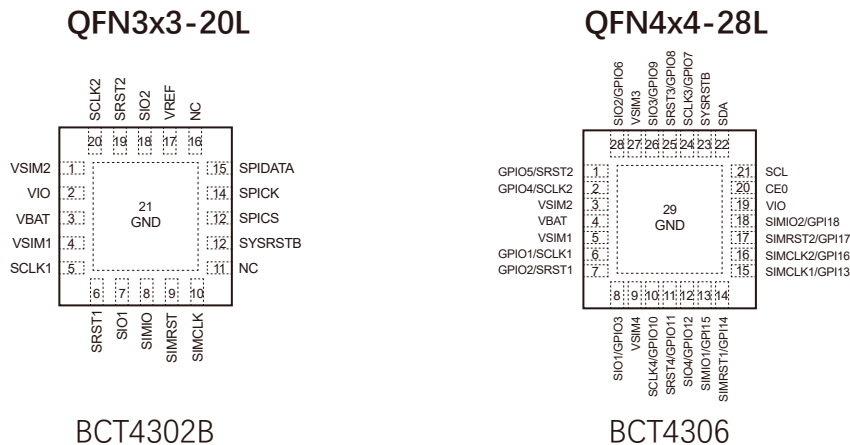 QFN3x3-20L
SCLK2
SRST2
SIO2
VREF
NC
20 19 18 17 16
VSIM2 1
VIO 2
VBAT 3
VSIM1 4
SCLK1 5
21
GND
15 SPIDATA
14 SPICK
12 SPICS
12 SYSRSTB
11 NC
6 7 8 9 10
SRST1
SIO1
SIMIO
SIMRST
SIMCLK
BCT4302B
QFN4x4-28L
SIO2/GPIO6
VSIM3
SIO3/GPIO9
SRST3/GPIO8
SCLK3/GPIO7
SYSRSTB
SDA
28 27 26 25 24 23 22
GPIO5/SRST2 1
GPIO4/SCLK2 2
VSIM2 3
VBAT 4
VSIM1 5
GPIO1/SCLK1 6
GPIO2/SRST1 7
29
GND
21 SCL
20 CE0
19 VIO
18 SIMIO2/GPI18
17 SIMRST2/GPI17
16 SIMCLK2/GPI16
15 SIMCLK1/GPI13
8 9 10 11 12 13 14
SIO1/GPIO3
VSIM4
SCLK4/GPIO10
SRST4/GPIO11
SIO4/GPIO12
SIMIO1/GPI15
SIMRST1/GPI14
BCT4306